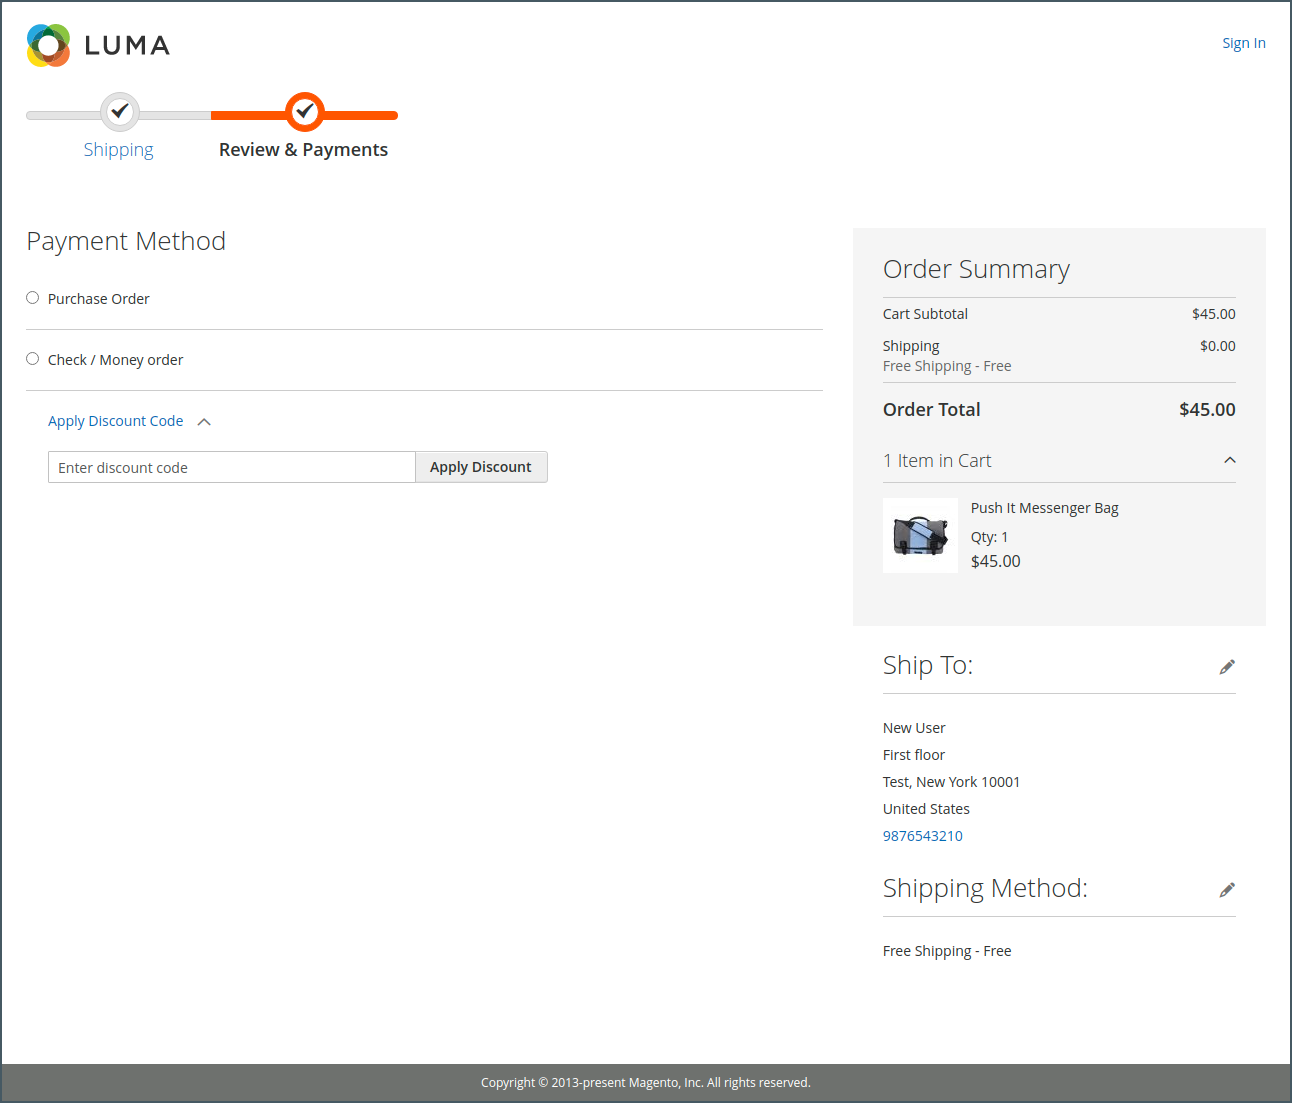 LUMA
Sign In
Shipping
Review & Payments
Payment Method
Purchase Order
Check / Money order
Apply Discount Code
Enter discount code
Apply Discount
Order Summary
Cart Subtotal $45.00
Shipping $0.00
Free Shipping - Free
Order Total $45.00
1 Item in Cart
Push It Messenger Bag
Qty: 1
$45.00
Ship To:
New User
First floor
Test, New York 10001
United States
9876543210
Shipping Method:
Free Shipping - Free
Copyright © 2013-present Magento, Inc. All rights reserved.